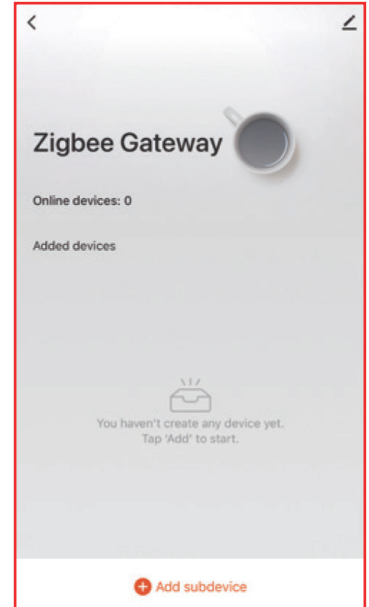 Zigbee Gateway
Online devices: 0
Added devices
You haven't create any device yet.
Tap 'Add' to start.
Add subdevice